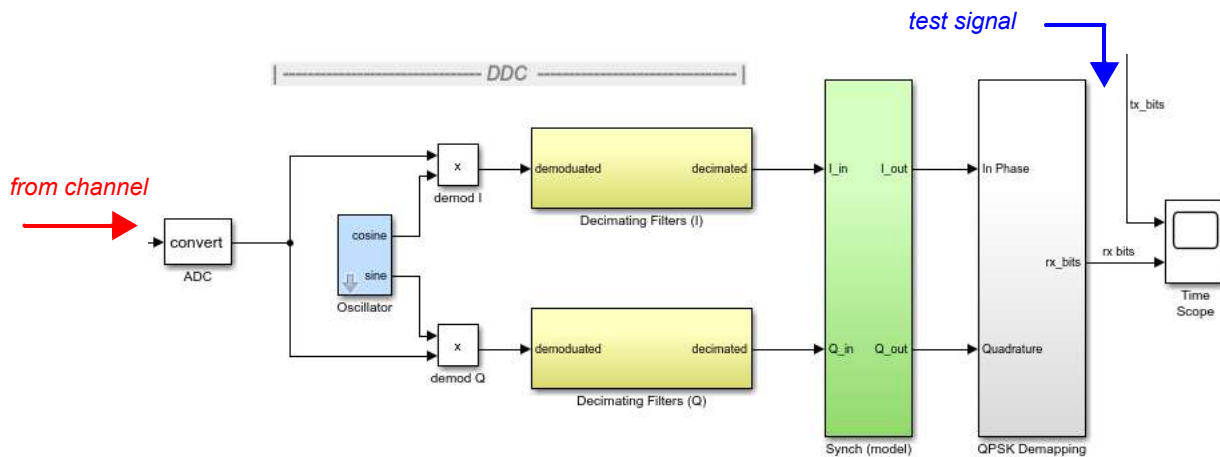 test signal
| ---------------------------------- DDC ---------------------------------- |
tx_bits
from channel
convert
ADC
x
demod I
demoduated
decimated
Decimating Filters (I)
I_in
I_out
In Phase
cosine
sine
Oscillator
rx_bits
rx bits
Time
Scope
x
demod Q
demoduated
decimated
Decimating Filters (Q)
Q_in
Q_out
Quadrature
Synch (model)
QPSK Demapping